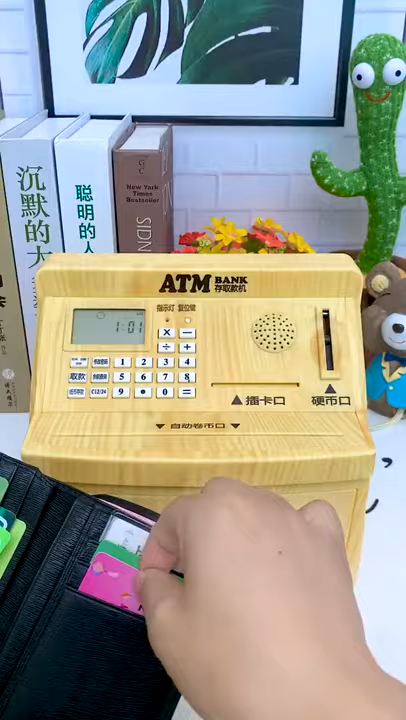 沉默的大
聪明的人
New York
Times
Bestseller
SIDN
ATM BANK
存取款机
指示灯 复位键
1:01
× −
÷ +
1 2 3 4
取款 5 6 7 8
C12/24 9 • 0 =
插卡口
硬币口
自动卷币口